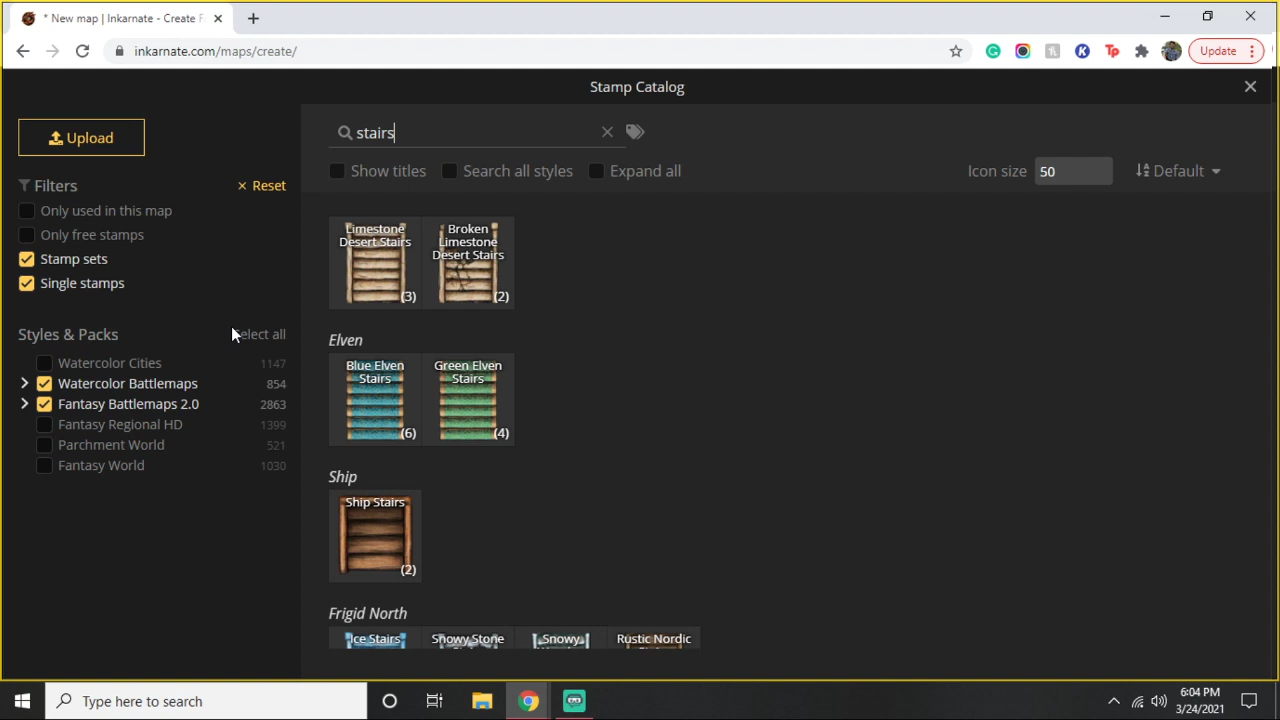 * New map | Inkarnate - Create F
inkarnate.com/maps/create/
Update
Stamp Catalog
Upload
stairs
Show titles
Search all styles
Expand all
Icon size
50
Default
Filters
Reset
Only used in this map
Only free stamps
Stamp sets
Single stamps
Styles & Packs
elect all
Watercolor Cities 1147
Watercolor Battlemaps 854
Fantasy Battlemaps 2.0 2863
Fantasy Regional HD 1399
Parchment World 521
Fantasy World 1030
Limestone
Desert Stairs
(3)
Broken
Limestone
Desert Stairs
(2)
Elven
Blue Elven
Stairs
(6)
Green Elven
Stairs
(4)
Ship
Ship Stairs
(2)
Frigid North
Ice Stairs
Snowy Stone
Snowy
Rustic Nordic
Type here to search
6:04 PM
3/24/2021